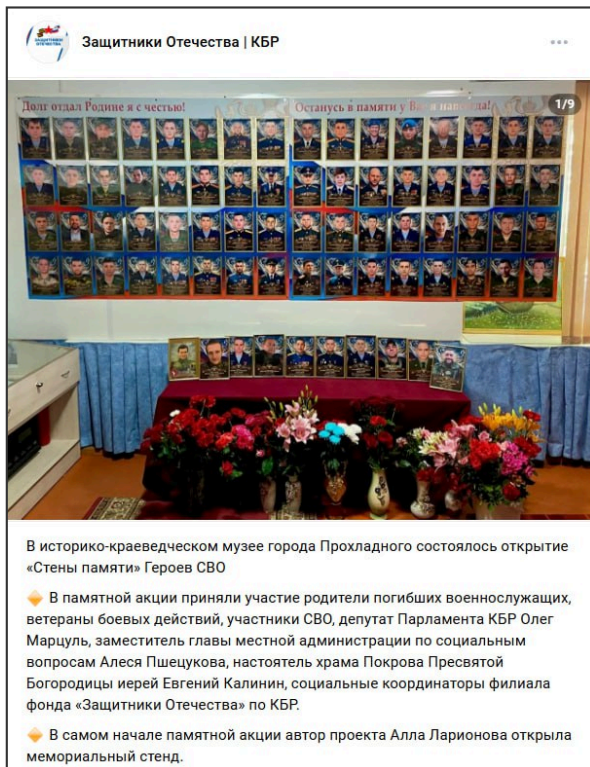 ЗАЩИТНИКИ
ОТЕЧЕСТВА
Защитники Отечества | КБР
Долг отдал Родине я с честью!
Останусь в памяти у Вас я навсегда!
1/9
В историко-краеведческом музее города Прохладного состоялось открытие
«Стены памяти» Героев СВО
В памятной акции приняли участие родители погибших военнослужащих,
ветераны боевых действий, участники СВО, депутат Парламента КБР Олег
Марцуль, заместитель главы местной администрации по социальным
вопросам Алеся Пшецукова, настоятель храма Покрова Пресвятой
Богородицы иерей Евгений Калинин, социальные координаторы филиала
фонда «Защитники Отечества» по КБР.
В самом начале памятной акции автор проекта Алла Ларионова открыла
мемориальный стенд.